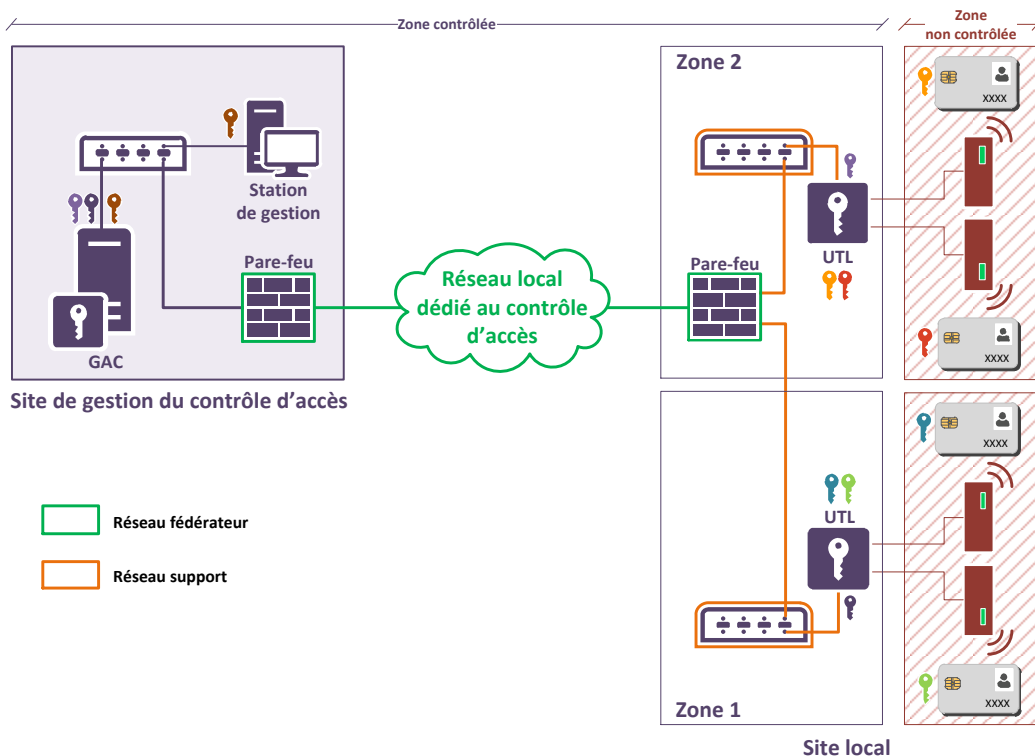 Zone contrôlée
Zone
non contrôlée
Zone 2
XXXX
Station
de gestion
UTL
Pare-feu
Pare-feu
Réseau local
dédié au contrôle
d'accès
GAC
XXXX
Site de gestion du contrôle d'accès
XXXX
UTL
Réseau fédérateur
Réseau support
XXXX
Zone 1
Site local